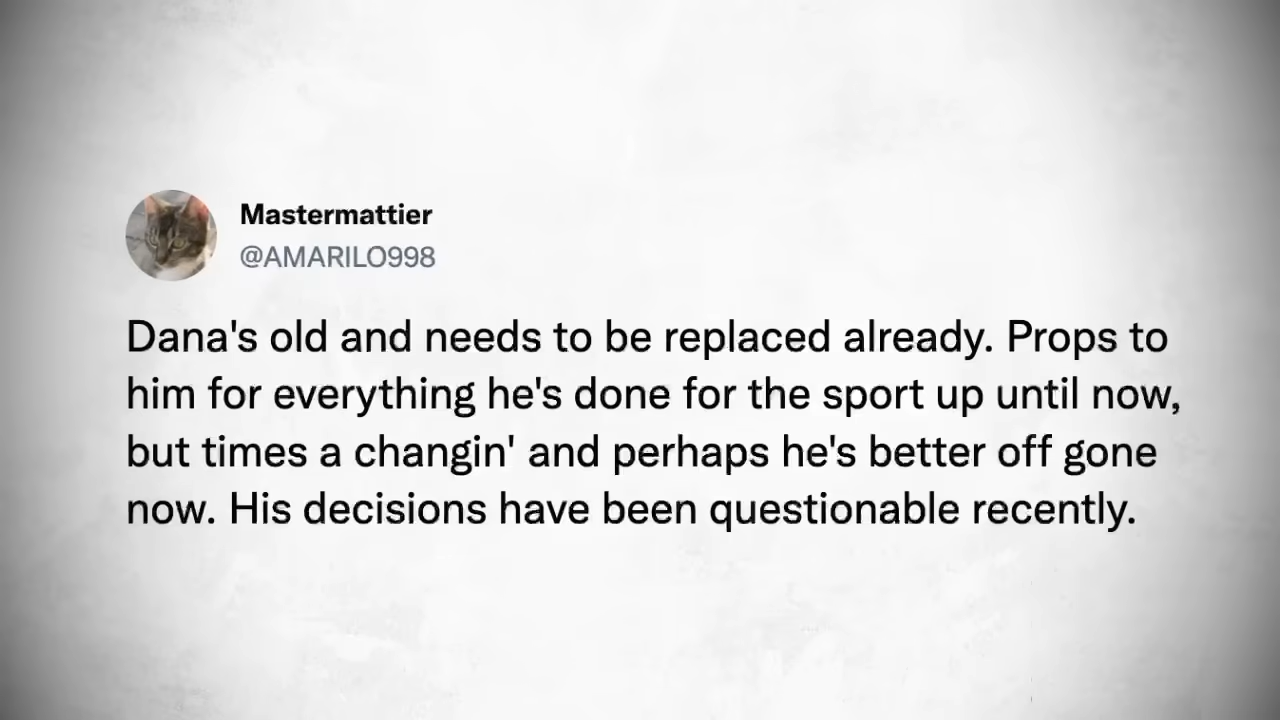 Mastermattier
@AMARILO998
Dana's old and needs to be replaced already. Props to
him for everything he's done for the sport up until now,
but times a changin' and perhaps he's better off gone
now. His decisions have been questionable recently.